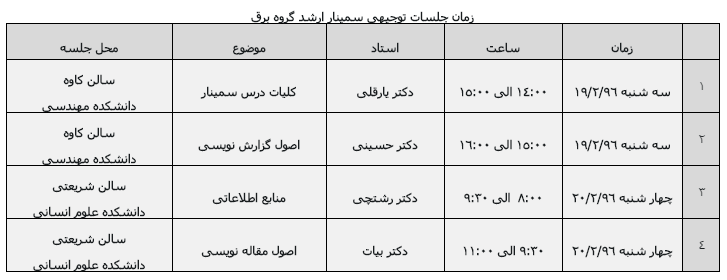 زمان جلسات توجیهی سمینار ارشد گروه برق
زمان ساعت استاد موضوع محل جلسه
۱ سه شنبه ۱۹/۲/۹۶ ۱٤:۰۰ الی ۱۵:۰۰ دکتر یارقلی کلیات درس سمینار سالن کاوه
دانشکده مهندسی
۲ سه شنبه ۱۹/۲/۹۶ ۱۵:۰۰ الی ۱۶:۰۰ دکتر حسینی اصول گزارش نویسی سالن کاوه
دانشکده مهندسی
۳ چهار شنبه ۲۰/۲/۹۶ ۸:۰۰ الی ۹:۳۰ دکتر رشتچی منابع اطلاعاتی سالن شریعتی
دانشکده علوم انسانی
٤ چهار شنبه ۲۰/۲/۹۶ ۹:۳۰ الی ۱۱:۰۰ دکتر بیات اصول مقاله نویسی سالن شریعتی
دانشکده علوم انسانی